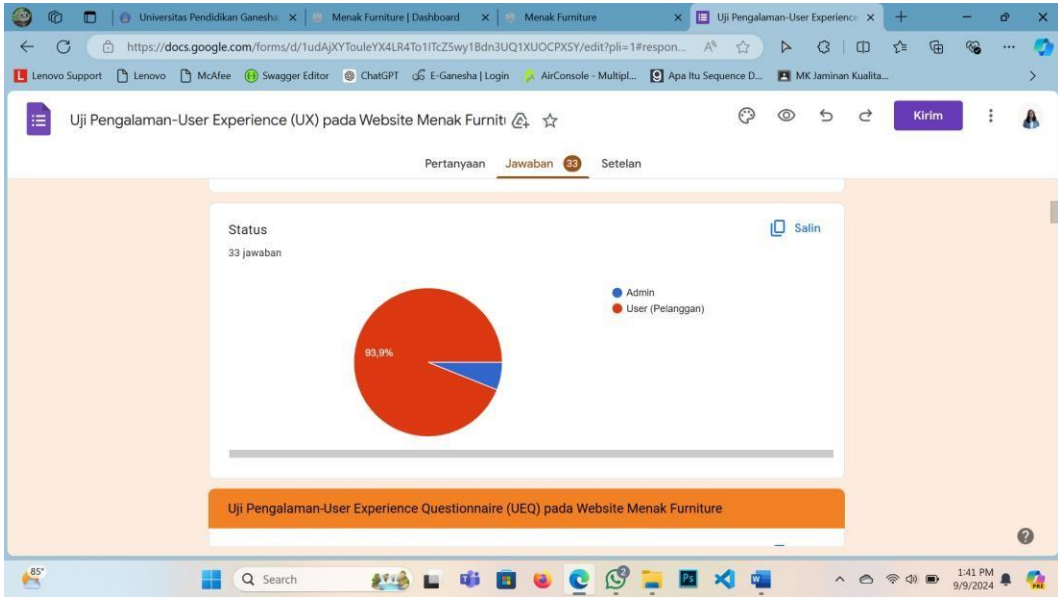 Universitas Pendidikan Ganesha
Menak Furniture | Dashboard
Menak Furniture
Uji Pengalaman-User Experience
https://docs.google.com/forms/d/1udAjXYTouleYX4LR4To1ITcZ5wy1Bdn3UQ1XUOCPXSY/edit?pli=1#respon...
Lenovo Support
Lenovo
McAfee
Swagger Editor
ChatGPT
E-Ganesha | Login
AirConsole - Multipl...
Apa Itu Sequence D...
MK Jaminan Kualita...
Uji Pengalaman-User Experience (UX) pada Website Menak Furnit
Kirim
Pertanyaan
Jawaban 33
Setelan
Status
Salin
33 jawaban
Admin
User (Pelanggan)
93,9%
Uji Pengalaman-User Experience Questionnaire (UEQ) pada Website Menak Furniture
85°
Search
2
1:41 PM
9/9/2024